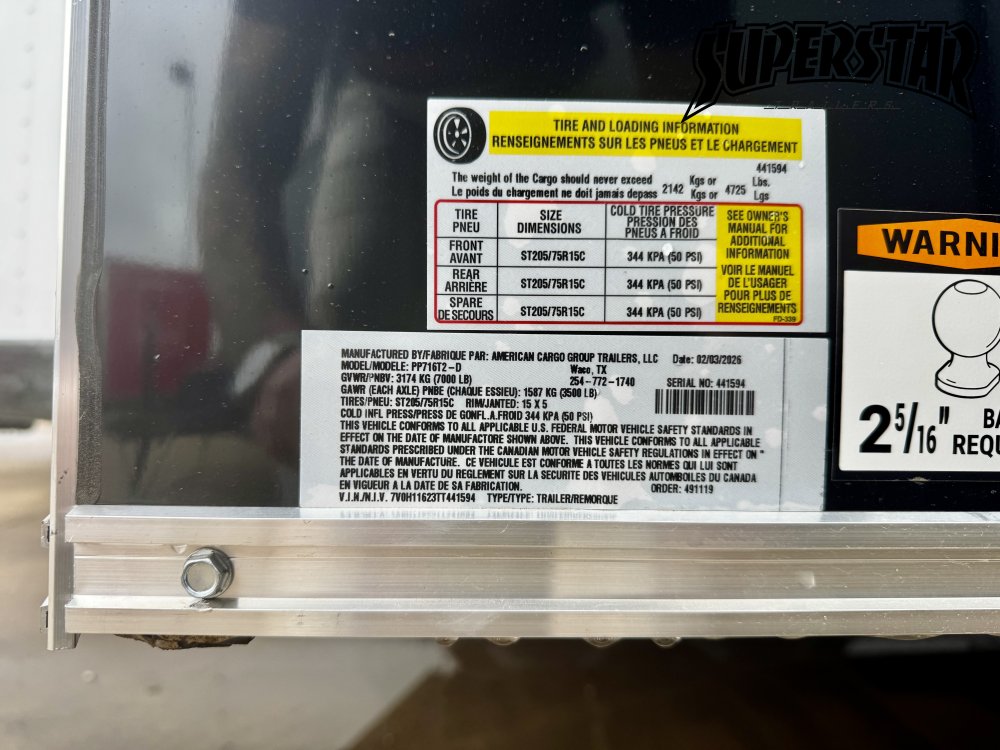 SUPERSTAR
TRAILERS
TIRE AND LOADING INFORMATION
RENSEIGNEMENTS SUR LES PNEUS ET LE CHARGEMENT
441594
The weight of the Cargo should never exceed Kgs or Lbs.
Le poids du chargement ne doit jamais depass 2142 Kgs or 4725 Lgs
TIRE SIZE COLD TIRE PRESSURE
PNEU DIMENSIONS PRESSION DES
PNEUS A FROID
FRONT
AVANT ST205/75R15C 344 KPA (50 PSI)
REAR
ARRIÈRE ST205/75R15C 344 KPA (50 PSI)
SPARE
DE SECOURS ST205/75R15C 344 KPA (50 PSI)
SEE OWNER'S
MANUAL FOR
ADDITIONAL
INFORMATION
VOIR LE MANUEL
DE L'USAGER
POUR PLUS DE
RENSEIGNEMENTS
FD-339
MANUFACTURED BY/FABRIQUE PAR: AMERICAN CARGO GROUP TRAILERS, LLC Date: 02/03/2026
MODEL/MODELE: PP716T2-D Waco, TX
GVWR/PNBV: 3174 KG (7000 LB) 254-772-1740 SERIAL NO: 441594
GAWR (EACH AXLE) PNBE (CHAQUE ESSIEU): 1587 KG (3500 LB)
TIRES/PNEU: ST205/75R15C RIM/JANTED: 15 X 5
COLD INFL PRESS/PRESS DE GONFL.A.FROID 344 KPA (50 PSI)
THIS VEHICLE CONFORMS TO ALL APPLICABLE U.S. FEDERAL MOTOR VEHICLE SAFETY STANDARDS IN
EFFECT ON THE DATE OF MANUFACTORE SHOWN ABOVE. THIS VEHICLE CONFORMS TO ALL APPLICABLE
STANDARDS PRESCRIBED UNDER THE CANADIAN MOTOR VEHICLE SAFETY REGULATIONS IN EFFECT ON "
THE DATE OF MANUFACTURE. CE VEHICULE EST CONFORME A TOUTES LES NORMES QUI LUI SONT
APPLICABLES EN VERTU DU REGLEMENT SUR LA SECURITE DES VEHICULES AUTOMBOILES DU CANADA
EN VIGUEUR A LA DATE DE SA FABRICATION. ORDER: 491119
V.I.N./N.I.V. 7V0H11623TT441594 TYPE/TYPE: TRAILER/REMORQUE
WARNI
2 5/16" BA
REQU